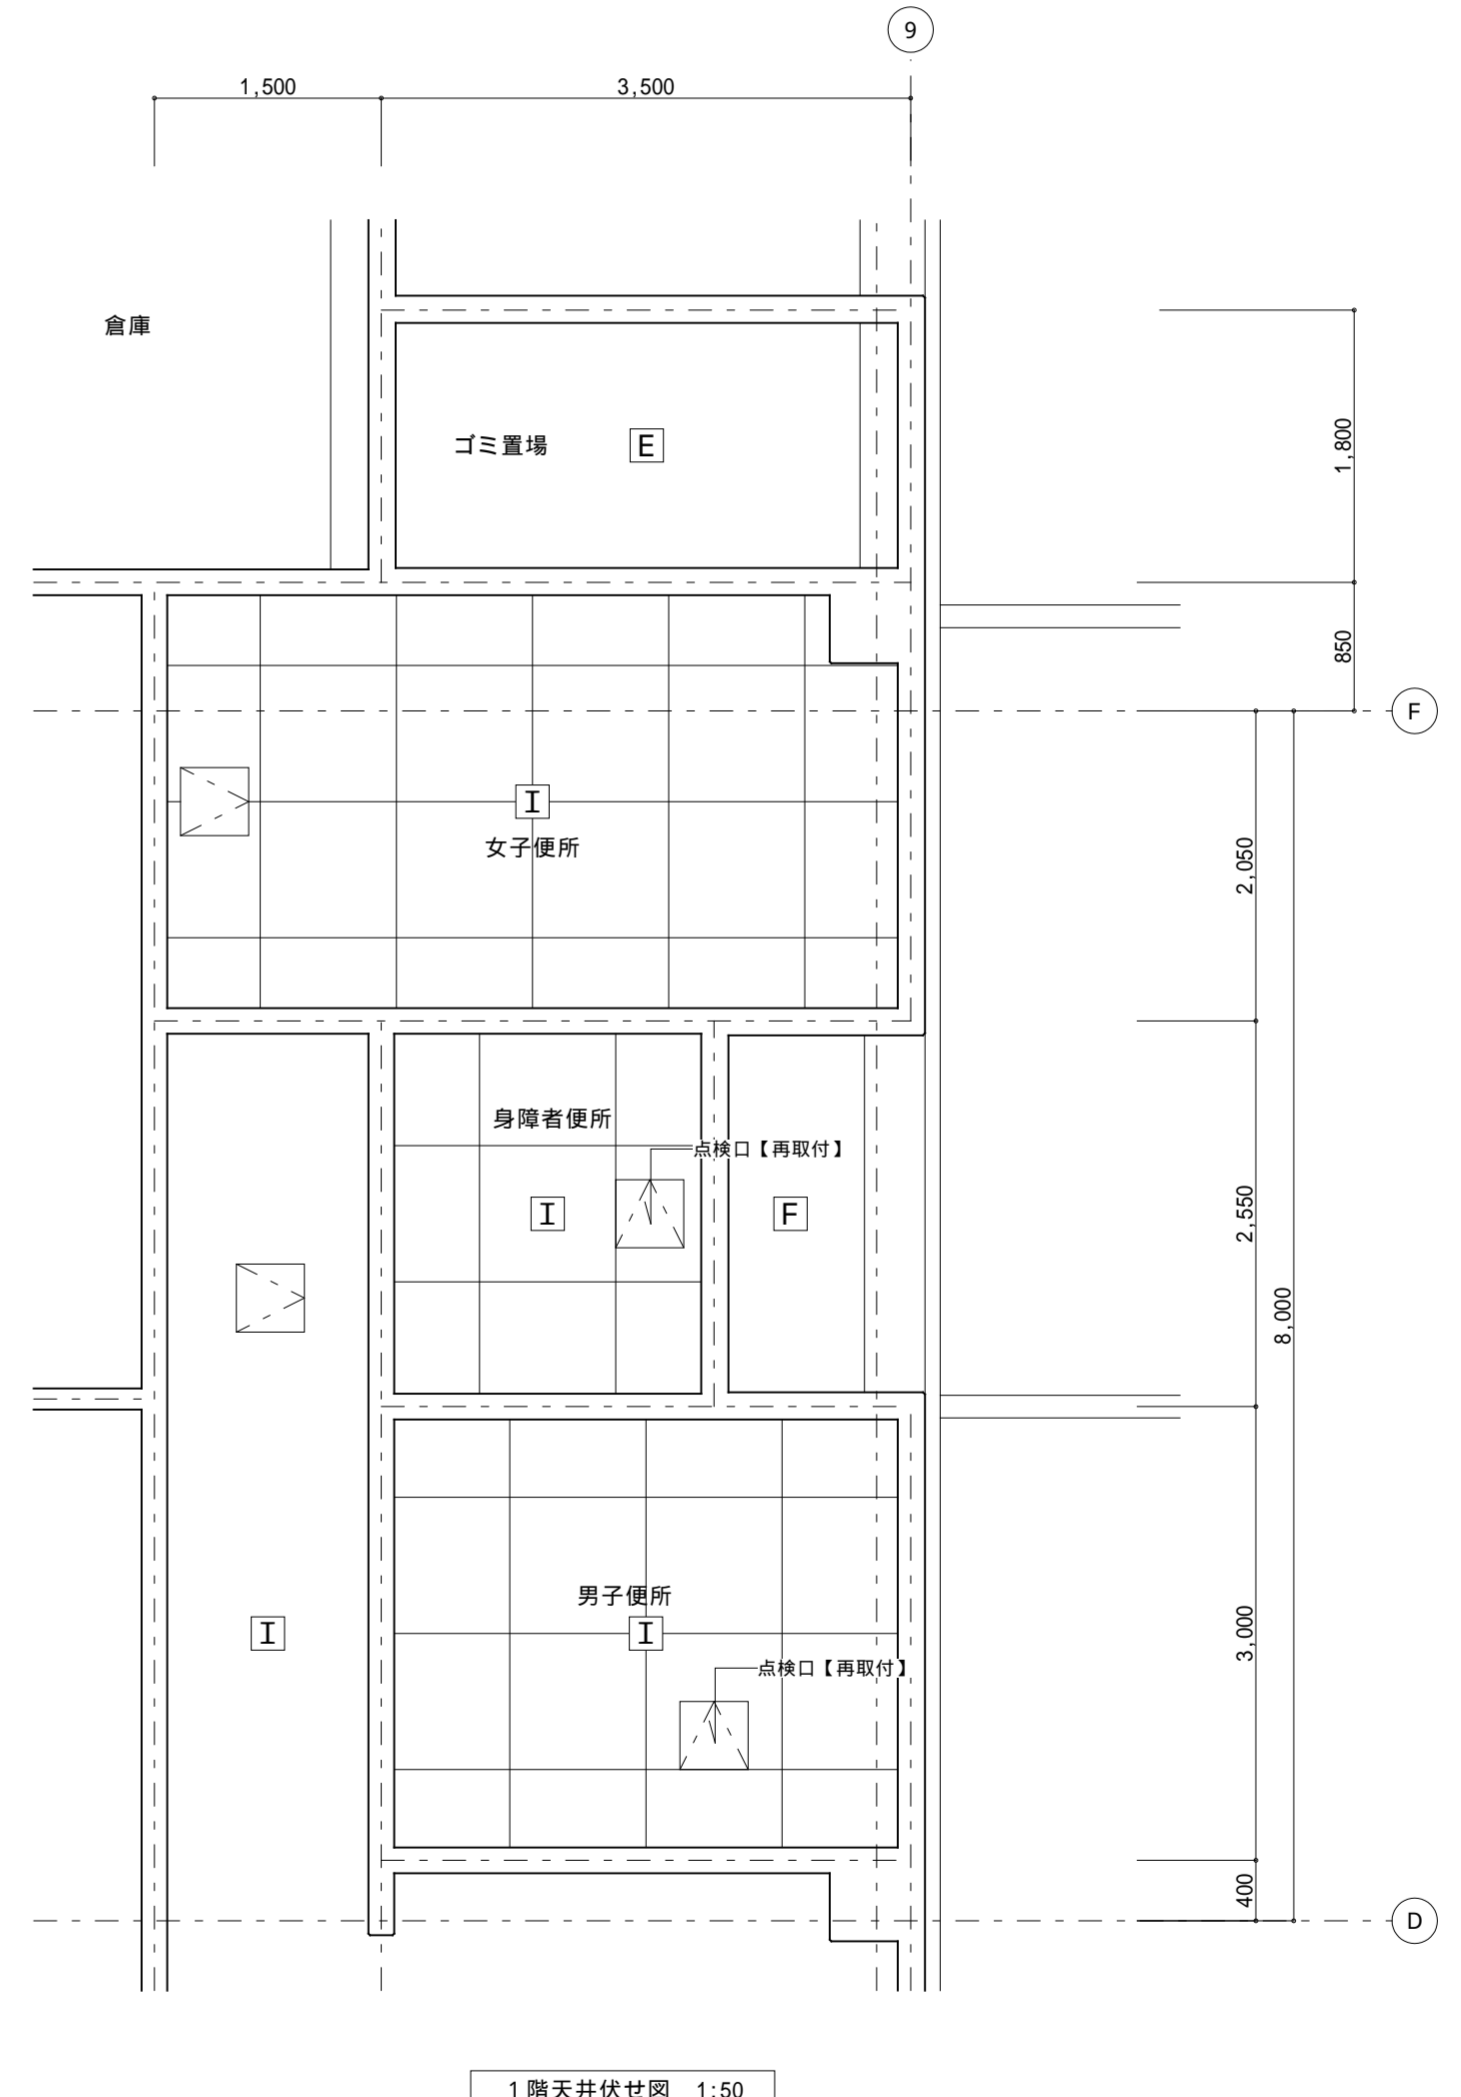 9
1,500
3,500
倉庫
ゴミ置場
E
1,800
850
F
I
女子便所
2,050
身障者便所
点検口【再取付】
I
F
2,550
8,000
男子便所
I
I
点検口【再取付】
3,000
400
D
1階天井伏せ図 1:50